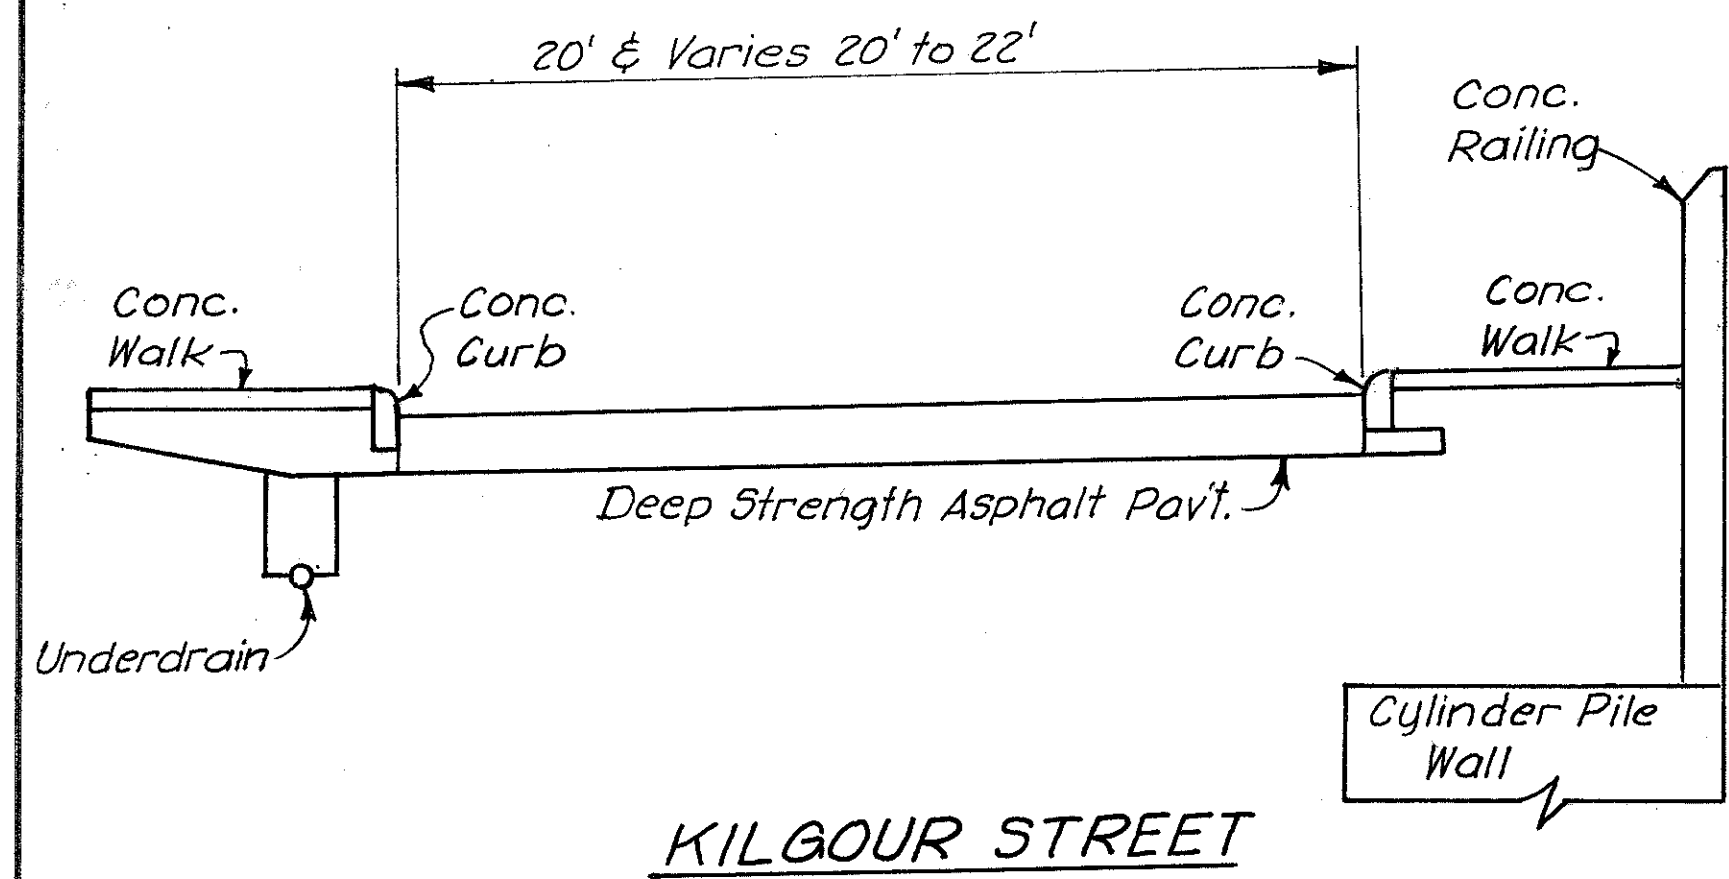 20' & Varies 20' to 22'
Conc.
Railing
Conc.
Walk
Conc.
Curb
Conc.
Curb
Conc.
Walk
Deep Strength Asphalt Pav't.
Underdrain
Cylinder Pile
Wall
KILGOUR STREET